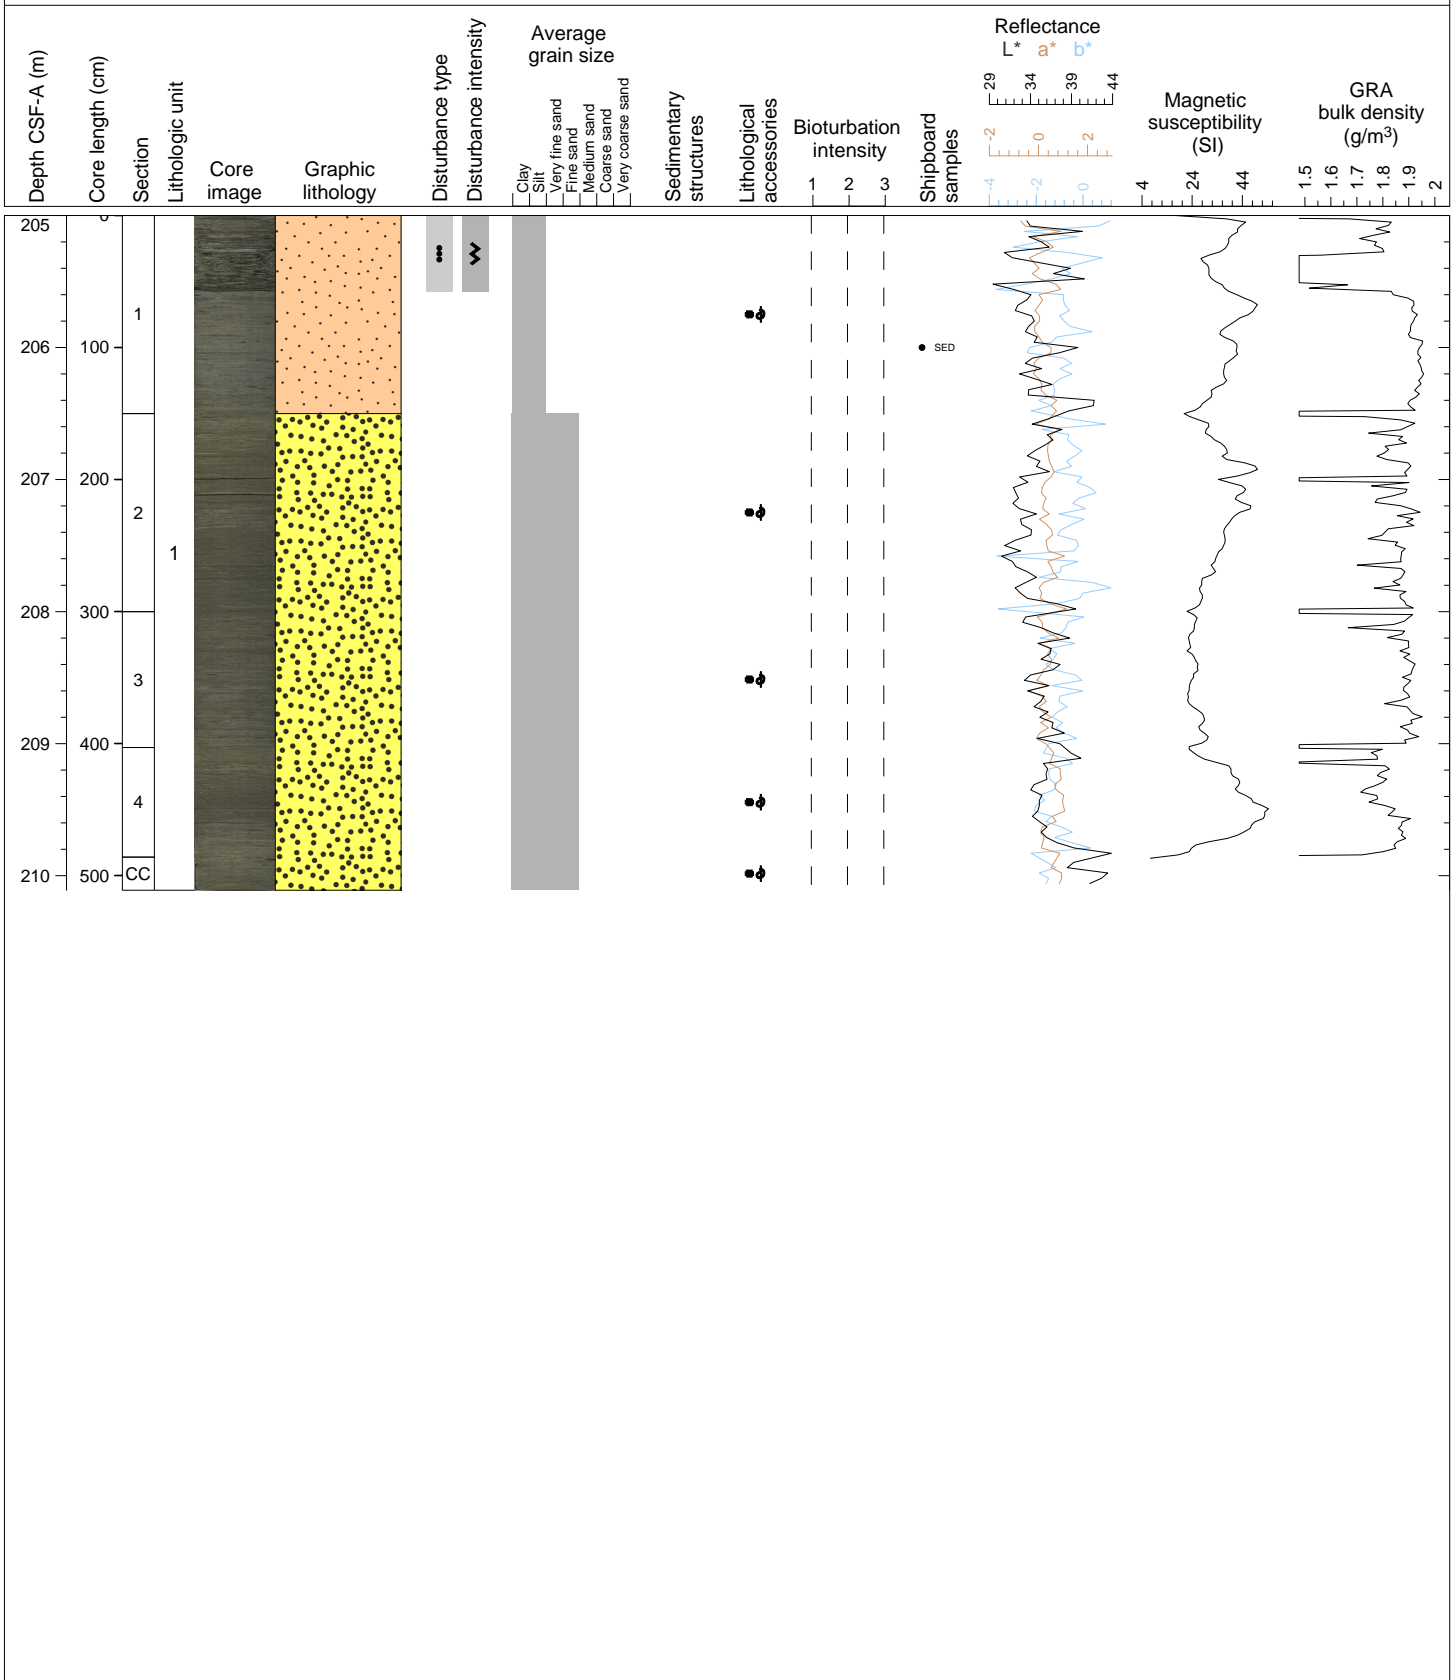 Depth CSF-A (m)
Core length (cm)
Section
Lithologic unit
Core
image
Graphic
lithology
Disturbance type
Disturbance intensity
Average
grain size
Clay
Silt
Very fine sand
Fine sand
Medium sand
Coarse sand
Very coarse sand
Sedimentary
structures
Lithological
accessories
Bioturbation
intensity
1 2 3
Shipboard
samples
Reflectance
L* a* b*
29 34 39 44
-2 0 2
-4 -2 0
Magnetic
susceptibility
(SI)
4 24 44
GRA
bulk density
(g/m³)
1.5 1.6 1.7 1.8 1.9 2
205 0
1
206 100
SED
207 200
2
1
208 300
3
209 400
4
CC
210 500